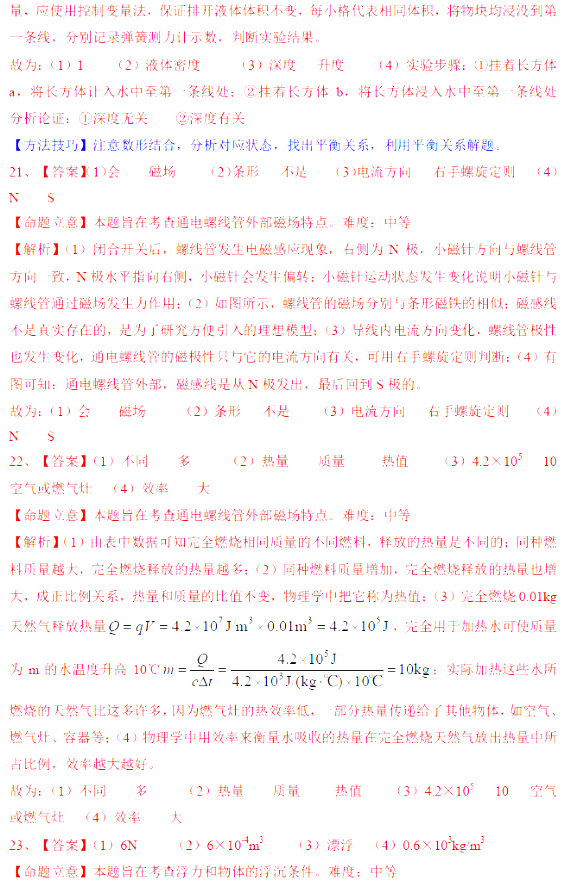 量，应使用控制变量法，保证排开液体体积不变，每小格代表相同体积，将物块均浸没到第
一条线，分别记录弹簧测力计示数，判断实验结果。
故为：（1）1 （2）液体密度 （3）深度 升度 （4）实验步骤：①挂着长方体
a，将长方体计入水中至第一条线处；②挂着长方体 b，将长方体浸入水中至第一条线处
分析论证：①深度无关 ②深度有关
【方法技巧】注意数形结合，分析对应状态，找出平衡关系，利用平衡关系解题。
21、【答案】（1）会 磁场 （2）条形 不是 （3）电流方向 右手螺旋定则 （4）
N S
【命题立意】本题旨在考查通电螺线管外部磁场特点。难度：中等
【解析】（1）闭合开关后，螺线管发生电磁感应现象，右侧为 N 极，小磁针方向与螺线管
方向一致，N 极水平指向右侧，小磁针会发生偏转；小磁针运动状态发生变化说明小磁针与
螺线管通过磁场发生力作用；（2）如图所示，螺线管的磁场分别与条形磁铁的相似；磁感线
不是真实存在的，是为了研究方便引入的理想模型；（3）导线内电流方向变化，螺线管极性
也发生变化，通电螺线管的磁极性只与它的电流方向有关，可用右手螺旋定则判断；（4）有
图可知：通电螺线管外部，磁感线是从 N 极发出，最后回到 S 极的。
故为：（1）会 磁场 （2）条形 不是 （3）电流方向 右手螺旋定则 （4）
N S
22、【答案】（1）不同 多 （2）热量 质量 热值 （3）4.2×10⁵ 10
空气或燃气灶 （4）效率 大
【命题立意】本题旨在考查通电螺线管外部磁场特点。难度：中等
【解析】（1）由表中数据可知完全燃烧相同质量的不同燃料，释放的热量是不同的；同种燃
料质量越大，完全燃烧释放的热量越多；（2）同种燃料质量增加，完全燃烧释放的热量也增
大，成正比例关系，热量和质量的比值不变，物理学中把它称为热值；（3）完全燃烧 0.01kg
天然气释放热量 Q = qV = 4.2×10⁷ J/m³×0.01m³ = 4.2×10⁵ J，完全用于加热水可使质量
为 m 的水温度升高 10℃ m = Q/(cΔt) = 4.2×10⁵J/(4.2×10³J/(kg·℃)×10℃) = 10kg；实际加热这些水所
燃烧的天然气比这多许多，因为燃气灶的热效率低，一部分热量传递给了其他物体，如空气、
燃气灶、容器等；（4）物理学中用效率来衡量水吸收的热量在完全燃烧天然气放出热量中所
占比例，效率越大越好。
故为：（1）不同 多 （2）热量 质量 热值 （3）4.2×10⁵ 10 空气
或燃气灶 （4）效率 大
23、【答案】（1）6N （2）6×10⁻⁴m³ （3）漂浮 （4）0.6×10³kg/m³
【命题立意】本题旨在考查浮力和物体的浮沉条件。难度：中等